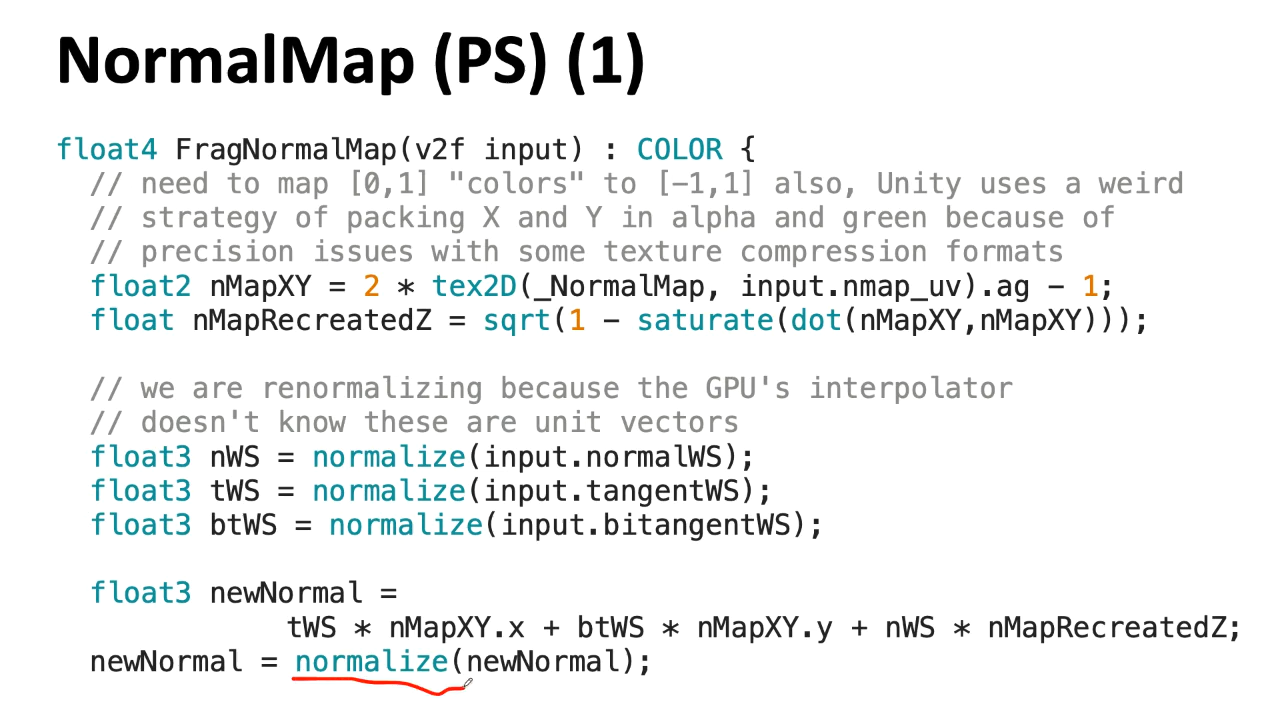 NormalMap (PS) (1)
float4 FragNormalMap(v2f input) : COLOR {
// need to map [0,1] "colors" to [-1,1] also, Unity uses a weird
// strategy of packing X and Y in alpha and green because of
// precision issues with some texture compression formats
float2 nMapXY = 2 * tex2D(_NormalMap, input.nmap_uv).ag - 1;
float nMapRecreatedZ = sqrt(1 - saturate(dot(nMapXY,nMapXY)));
// we are renormalizing because the GPU's interpolator
// doesn't know these are unit vectors
float3 nWS = normalize(input.normalWS);
float3 tWS = normalize(input.tangentWS);
float3 btWS = normalize(input.bitangentWS);
float3 newNormal =
tWS * nMapXY.x + btWS * nMapXY.y + nWS * nMapRecreatedZ;
newNormal = normalize(newNormal);